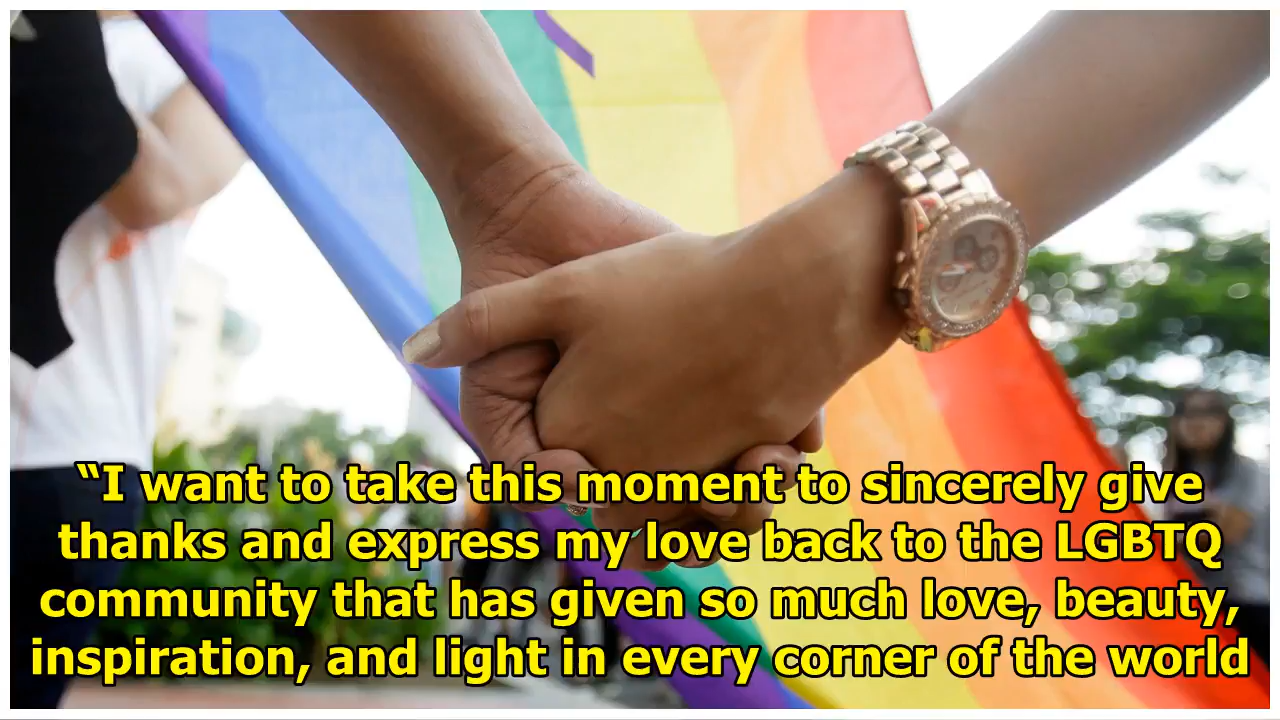 “I want to take this moment to sincerely give
thanks and express my love back to the LGBTQ
community that has given so much love, beauty,
inspiration, and light in every corner of the world